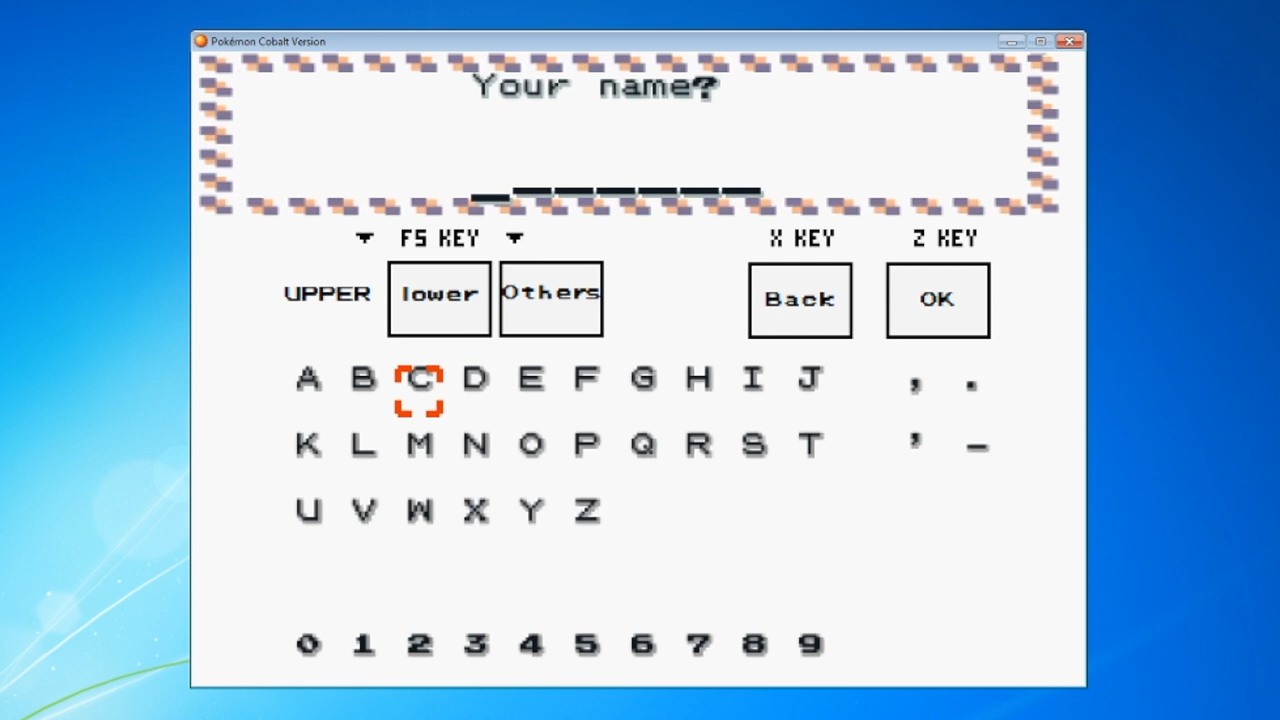 Pokémon Cobalt Version
Your name?
F5 KEY X KEY Z KEY
UPPER lower Others Back OK
A B C D E F G H I J , .
K L M N O P Q R S T ' -
U V W X Y Z
0 1 2 3 4 5 6 7 8 9